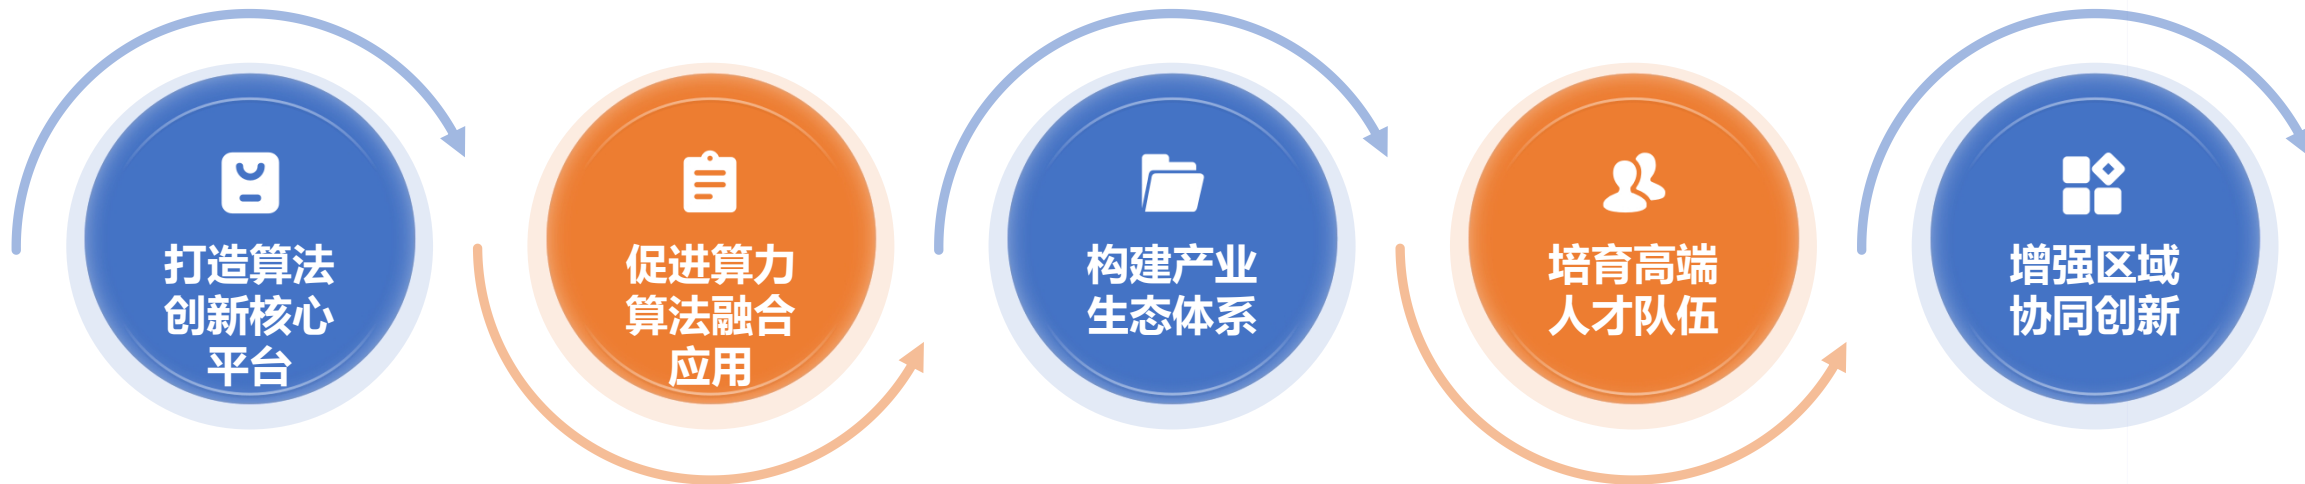 打造算法
创新核心
平台
促进算力
算法融合
应用
构建产业
生态体系
培育高端
人才队伍
增强区域
协同创新